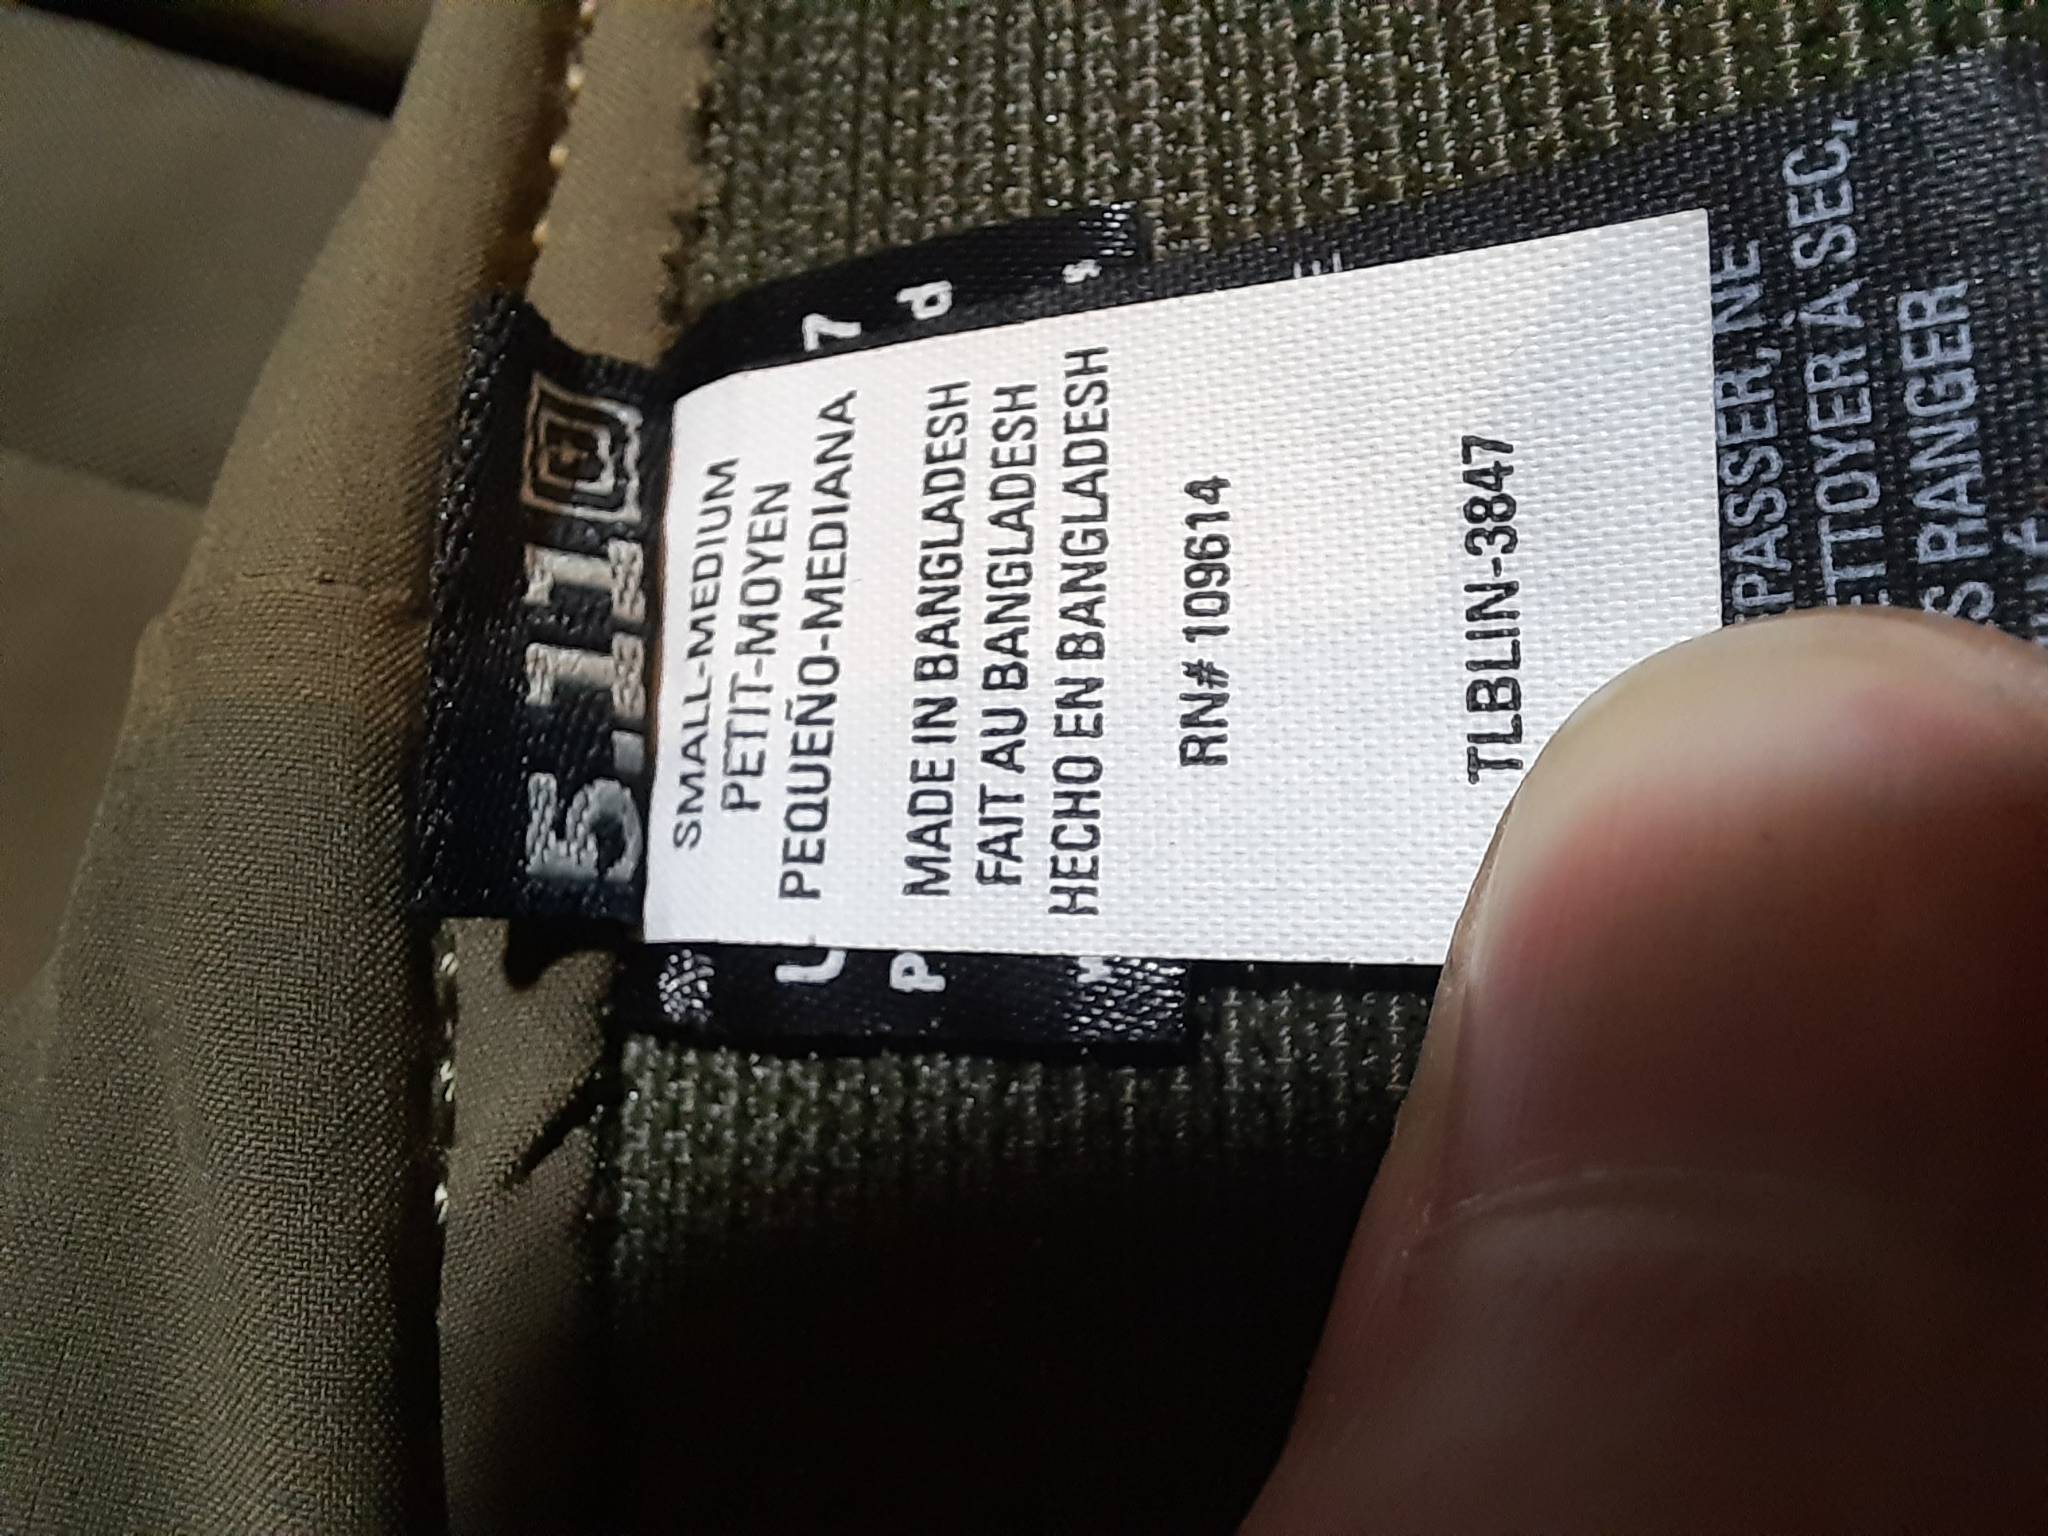 5.11
SMALL-MEDIUM
PETIT-MOYEN
PEQUEÑO-MEDIANA
MADE IN BANGLADESH
FAIT AU BANGLADESH
HECHO EN BANGLADESH
RN# 109614
TLBLIN-3847
PASSER, NE
ETTOYER À SEC,
S RANGER